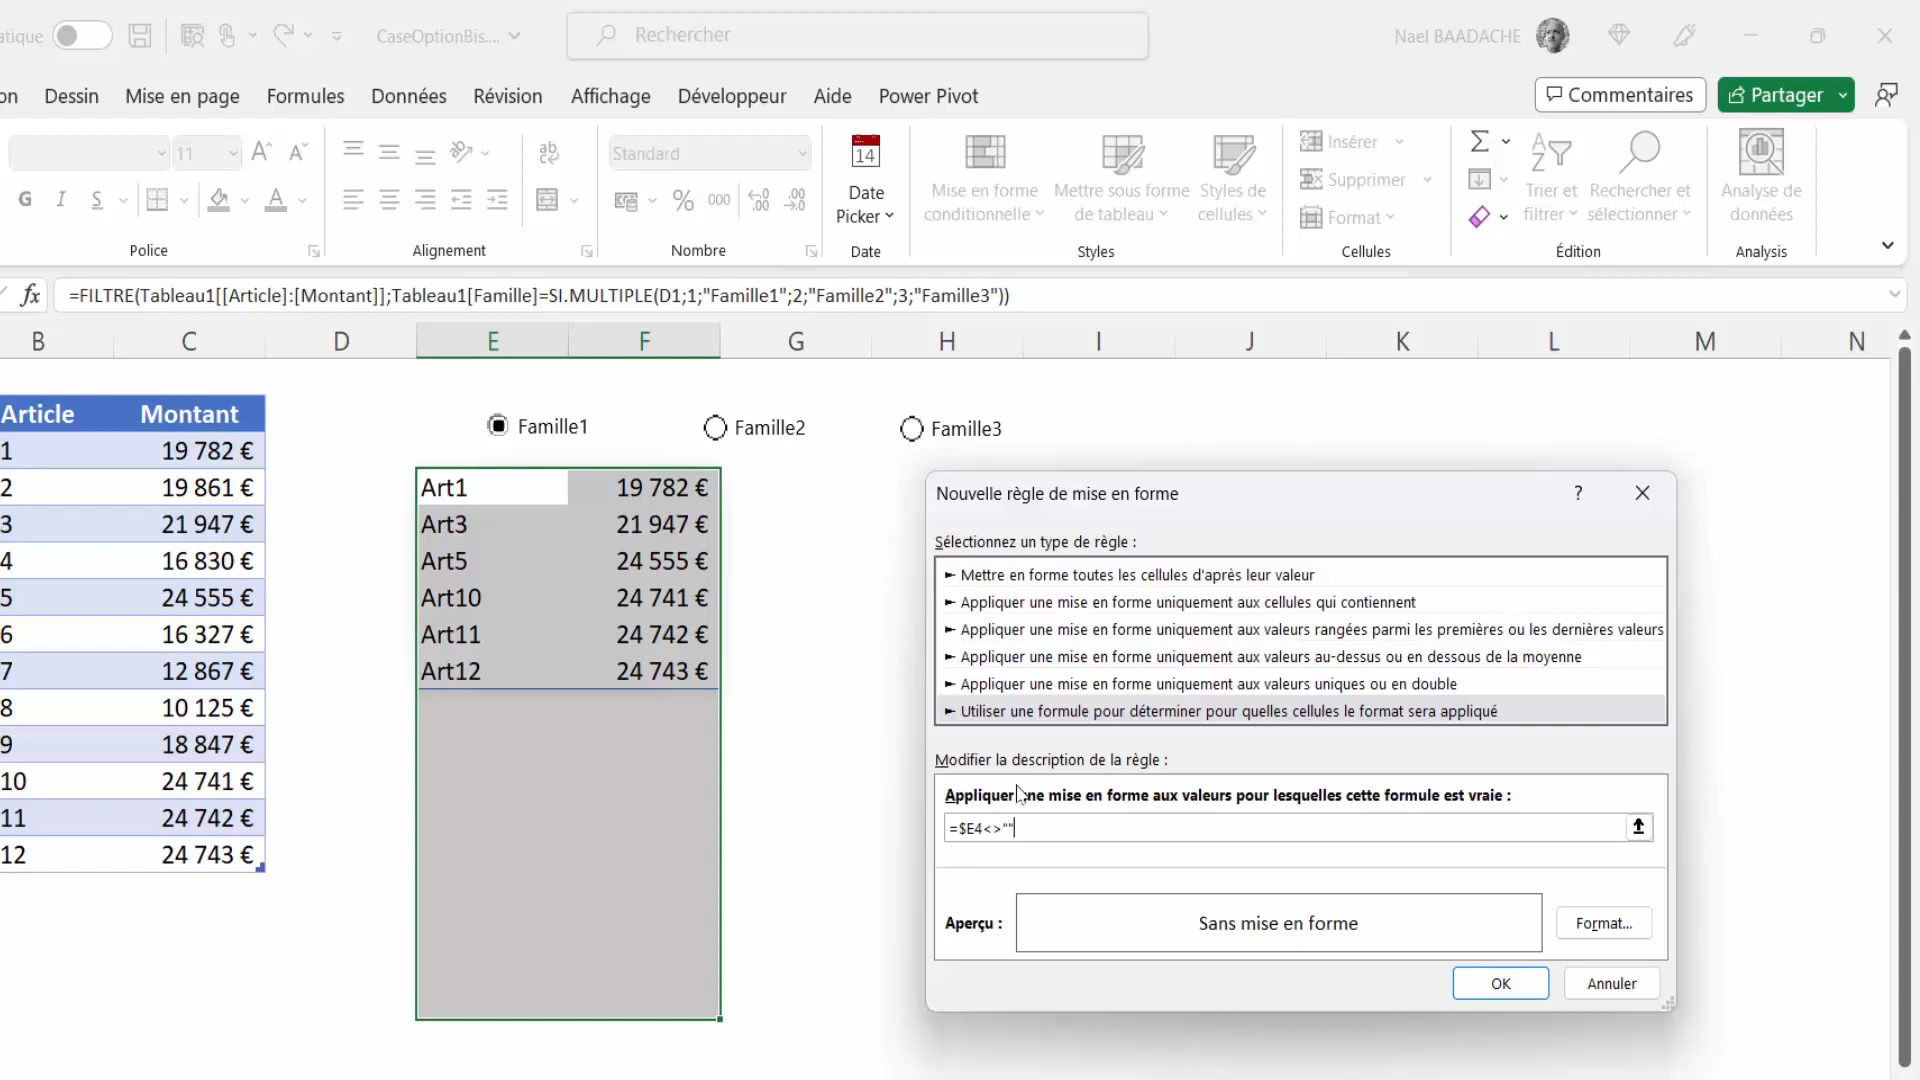 atique
CaseOptionBis....
Rechercher
Nael BAADACHE
on Dessin Mise en page Formules Données Révision Affichage Développeur Aide Power Pivot
Commentaires
Partager
11
Standard
14
Date
Picker
Mise en forme
conditionnelle
Mettre sous forme
de tableau
Styles de
cellules
Insérer
Supprimer
Format
Trier et
filtrer
Rechercher et
sélectionner
Analyse de
données
G I S
A
% 000
Police Alignement Nombre Date Styles Cellules Édition Analysis
fx =FILTRE(Tableau1[[Article]:[Montant]];Tableau1[Famille]=SI.MULTIPLE(D1;1;"Famille1";2;"Famille2";3;"Famille3"))
B C D E F G H I J K L M N
Article Montant
1 19 782 €
2 19 861 €
3 21 947 €
4 16 830 €
5 24 555 €
6 16 327 €
7 12 867 €
8 10 125 €
9 18 847 €
10 24 741 €
11 24 742 €
12 24 743 €
Famille1 Famille2 Famille3
Art1 19 782 €
Art3 21 947 €
Art5 24 555 €
Art10 24 741 €
Art11 24 742 €
Art12 24 743 €
Nouvelle règle de mise en forme
?
Sélectionnez un type de règle :
► Mettre en forme toutes les cellules d'après leur valeur
► Appliquer une mise en forme uniquement aux cellules qui contiennent
► Appliquer une mise en forme uniquement aux valeurs rangées parmi les premières ou les dernières valeurs
► Appliquer une mise en forme uniquement aux valeurs au-dessus ou en dessous de la moyenne
► Appliquer une mise en forme uniquement aux valeurs uniques ou en double
► Utiliser une formule pour déterminer pour quelles cellules le format sera appliqué
Modifier la description de la règle :
Appliquer une mise en forme aux valeurs pour lesquelles cette formule est vraie :
=$E4<>""
Aperçu :
Sans mise en forme
Format...
OK
Annuler